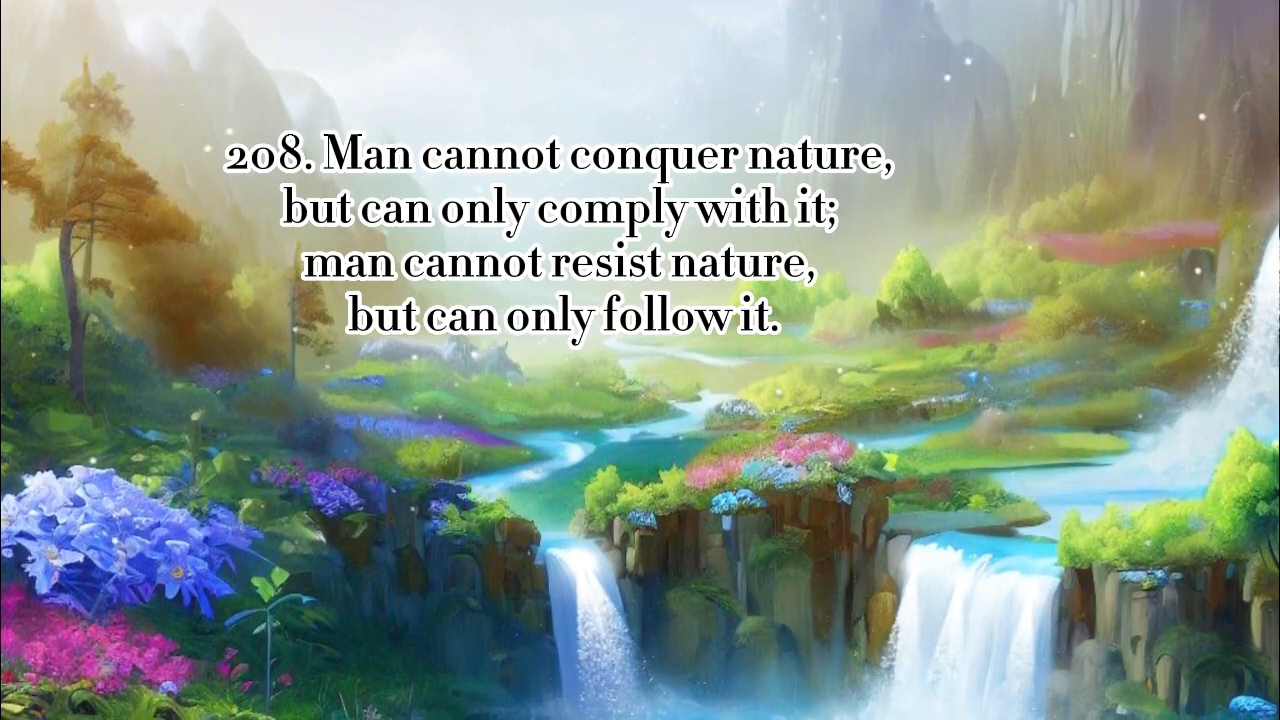 208. Man cannot conquer nature,
but can only comply with it;
man cannot resist nature,
but can only follow it.